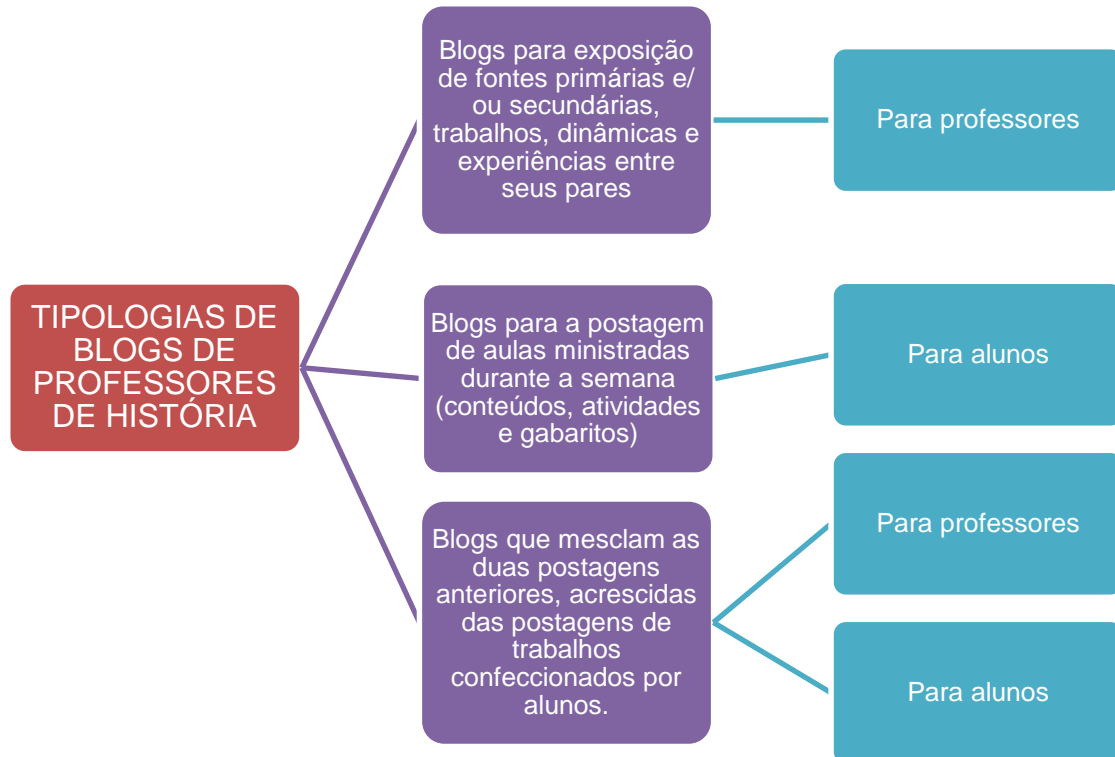 TIPOLOGIAS DE
BLOGS DE
PROFESSORES
DE HISTÓRIA
Blogs para exposição
de fontes primárias e/
ou secundárias,
trabalhos, dinâmicas e
experiências entre
seus pares
Para professores
Blogs para a postagem
de aulas ministradas
durante a semana
(conteúdos, atividades
e gabaritos)
Para alunos
Blogs que mesclam as
duas postagens
anteriores, acrescidas
das postagens de
trabalhos
confeccionados por
alunos.
Para professores
Para alunos